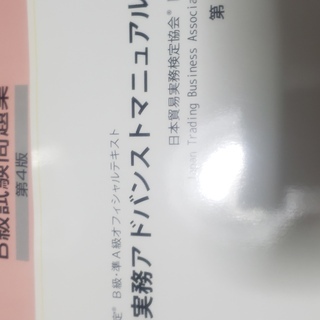 B級試験問題集
第4版
定® B級・準A級オフィシャルテキスト
実務アドバンストマニュアル
日本貿易実務検定協会®
Japan Trading Business Associa
第